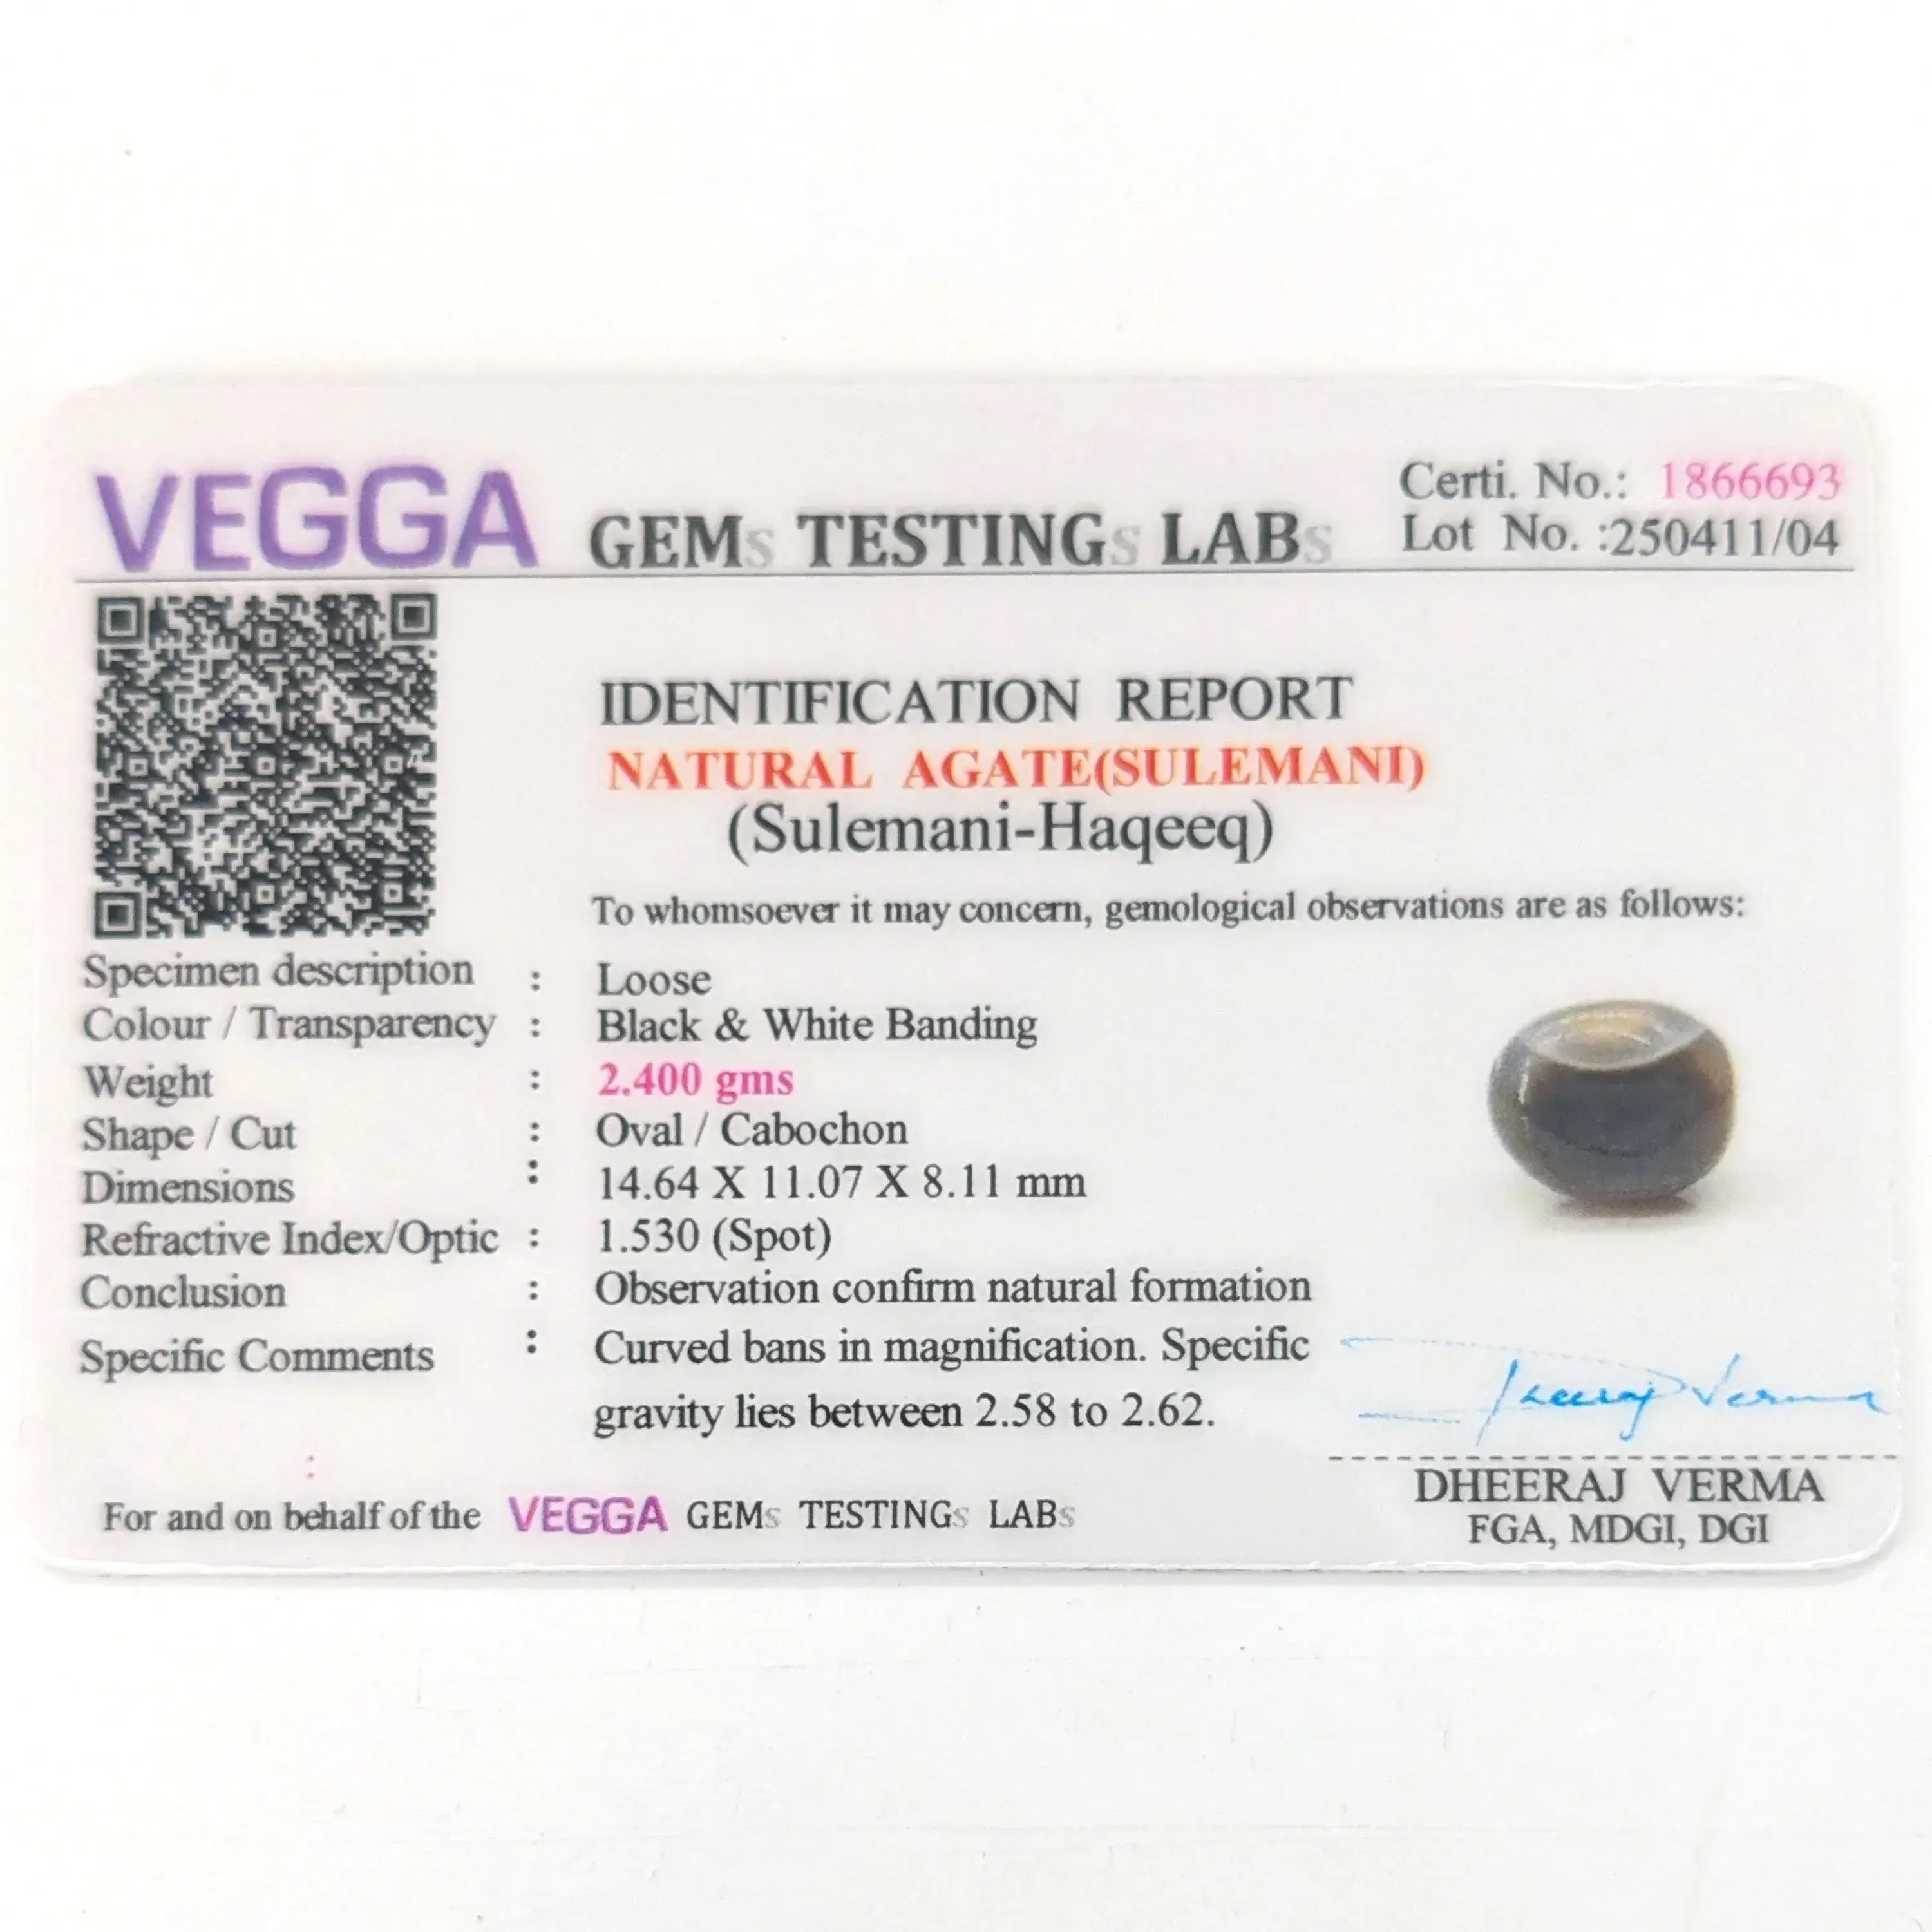 VEGGA GEMs TESTINGs LABs
Certi. No.: 1866693
Lot No. :250411/04
IDENTIFICATION REPORT
NATURAL AGATE(SULEMANI)
(Sulemani-Haqeeq)
To whomsoever it may concern, gemological observations are as follows:
Specimen description : Loose
Colour / Transparency : Black & White Banding
Weight : 2.400 gms
Shape / Cut : Oval / Cabochon
Dimensions : 14.64 X 11.07 X 8.11 mm
Refractive Index/Optic : 1.530 (Spot)
Conclusion : Observation confirm natural formation
Specific Comments : Curved bans in magnification. Specific
gravity lies between 2.58 to 2.62.
Dheeraj Verma
:
DHEERAJ VERMA
FGA, MDGI, DGI
For and on behalf of the VEGGA GEMs TESTINGs LABs